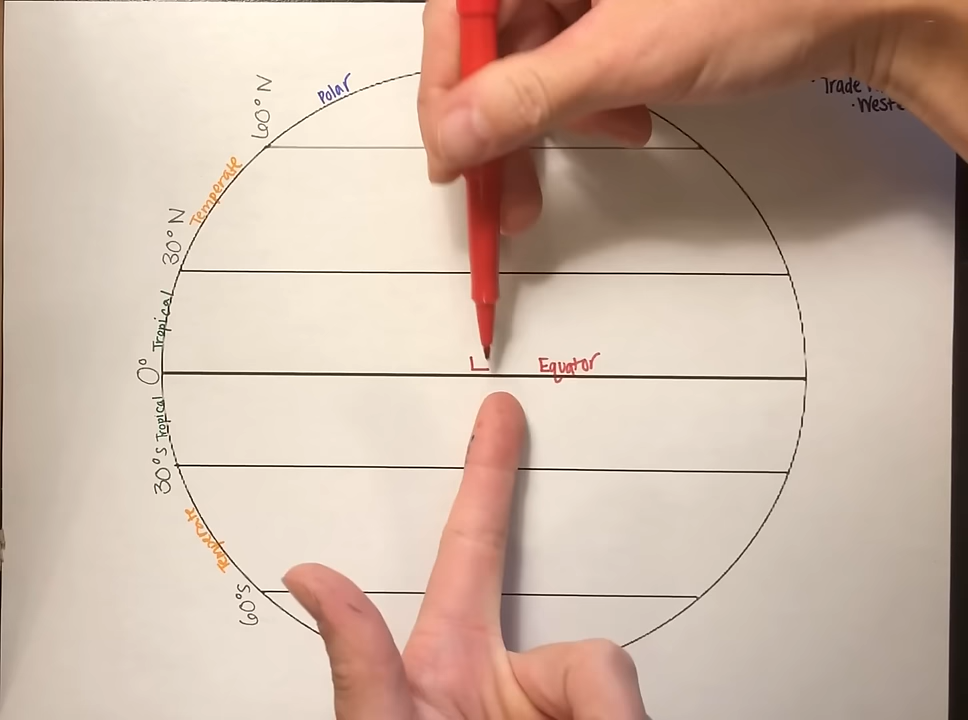 Polar
60° N
· Trade
· Weste
Temperate
30° N
Tropical
0°
L
Equator
Tropical
30° S
Temperate
60° S